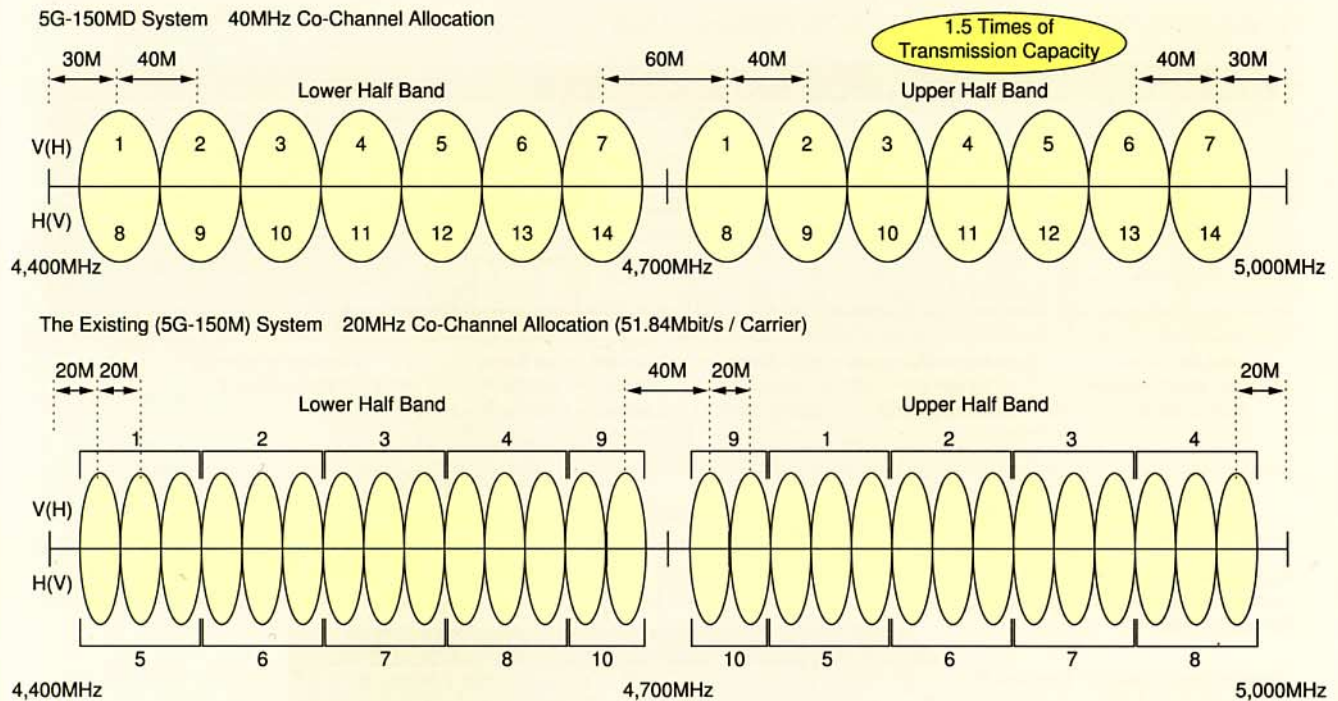 5G-150MD System 40MHz Co-Channel Allocation
1.5 Times of
Transmission Capacity
30M 40M 60M 40M 40M 30M
Lower Half Band Upper Half Band
V(H) 1 2 3 4 5 6 7 1 2 3 4 5 6 7
H(V) 8 9 10 11 12 13 14 8 9 10 11 12 13 14
4,400MHz 4,700MHz 5,000MHz
The Existing (5G-150M) System 20MHz Co-Channel Allocation (51.84Mbit/s / Carrier)
20M 20M 40M 20M 20M
Lower Half Band Upper Half Band
1 2 3 4 9 9 1 2 3 4
V(H)
H(V)
5 6 7 8 10 10 5 6 7 8
4,400MHz 4,700MHz 5,000MHz